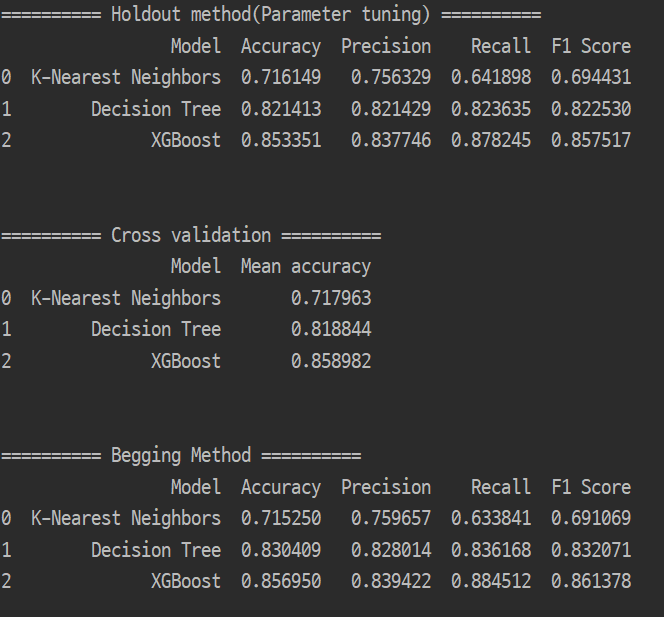 ========== Holdout method(Parameter tuning) ==========
Model Accuracy Precision Recall F1 Score
0 K-Nearest Neighbors 0.716149 0.756329 0.641898 0.694431
1 Decision Tree 0.821413 0.821429 0.823635 0.822530
2 XGBoost 0.853351 0.837746 0.878245 0.857517
========== Cross validation ==========
Model Mean accuracy
0 K-Nearest Neighbors 0.717963
1 Decision Tree 0.818844
2 XGBoost 0.858982
========== Begging Method ==========
Model Accuracy Precision Recall F1 Score
0 K-Nearest Neighbors 0.715250 0.759657 0.633841 0.691069
1 Decision Tree 0.830409 0.828014 0.836168 0.832071
2 XGBoost 0.856950 0.839422 0.884512 0.861378